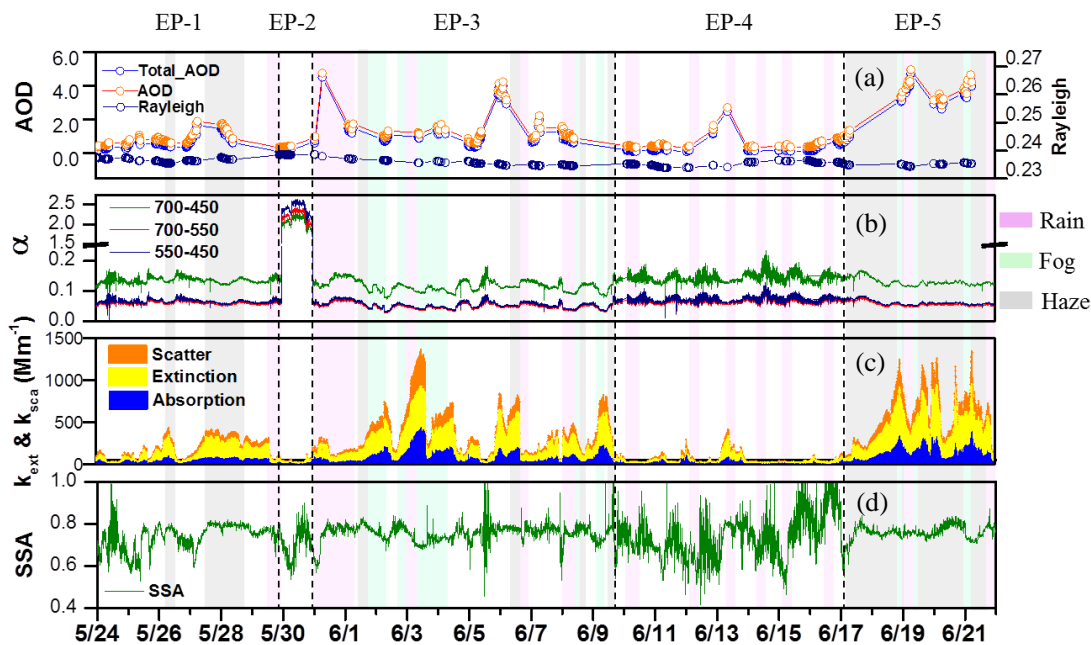 EP-1 EP-2 EP-3 EP-4 EP-5
6.0
4.0
2.0
0.0
AOD
Total_AOD
AOD
Rayleigh
(a)
0.27
0.26
0.25
0.24
0.23
Rayleigh
2.5
2.0
1.5
0.2
0.1
0.0
α
700-450
700-550
550-450
(b)
Rain
Fog
Haze
1500
1000
500
0
k_ext & k_sca (Mm⁻¹)
Scatter
Extinction
Absorption
(c)
1.0
0.8
0.6
0.4
SSA
SSA
(d)
5/24 5/26 5/28 5/30 6/1 6/3 6/5 6/7 6/9 6/11 6/13 6/15 6/17 6/19 6/21